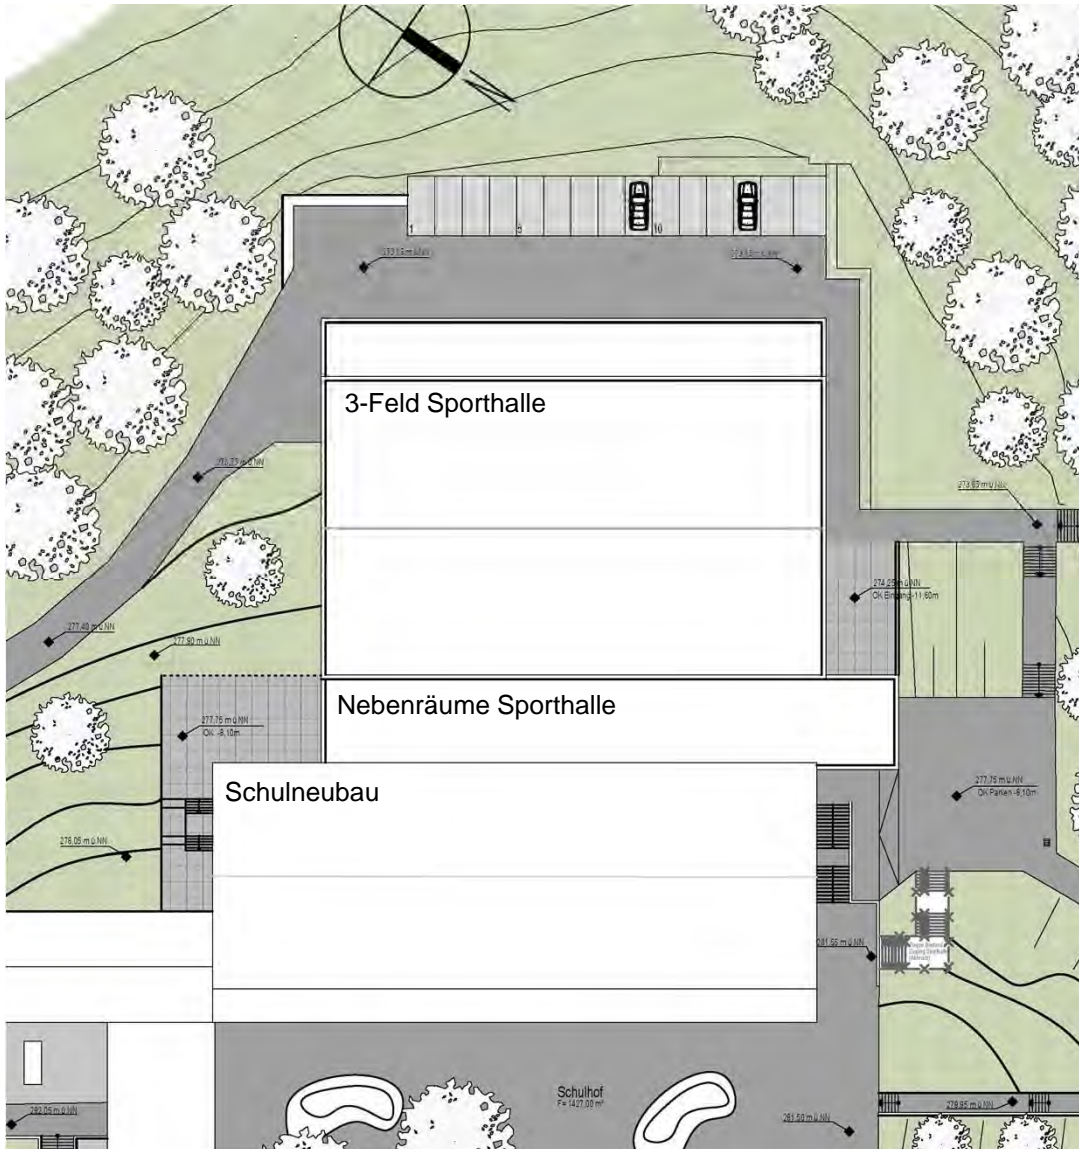 1
5
10
3-Feld Sporthalle
274,25 m ü.NN
OK Eingang -11,60m
277,40 m ü.NN
277,90 m ü.NN
Nebenräume Sporthalle
277,75 m ü.NN
OK -8,10m
Schulneubau
277,75 m ü.NN
OK Parken -8,10m
278,05 m ü.NN
281,55 m ü.NN
Schulhof
F= 1427,00 m²
282,05 m ü.NN
281,50 m ü.NN
278,95 m ü.NN